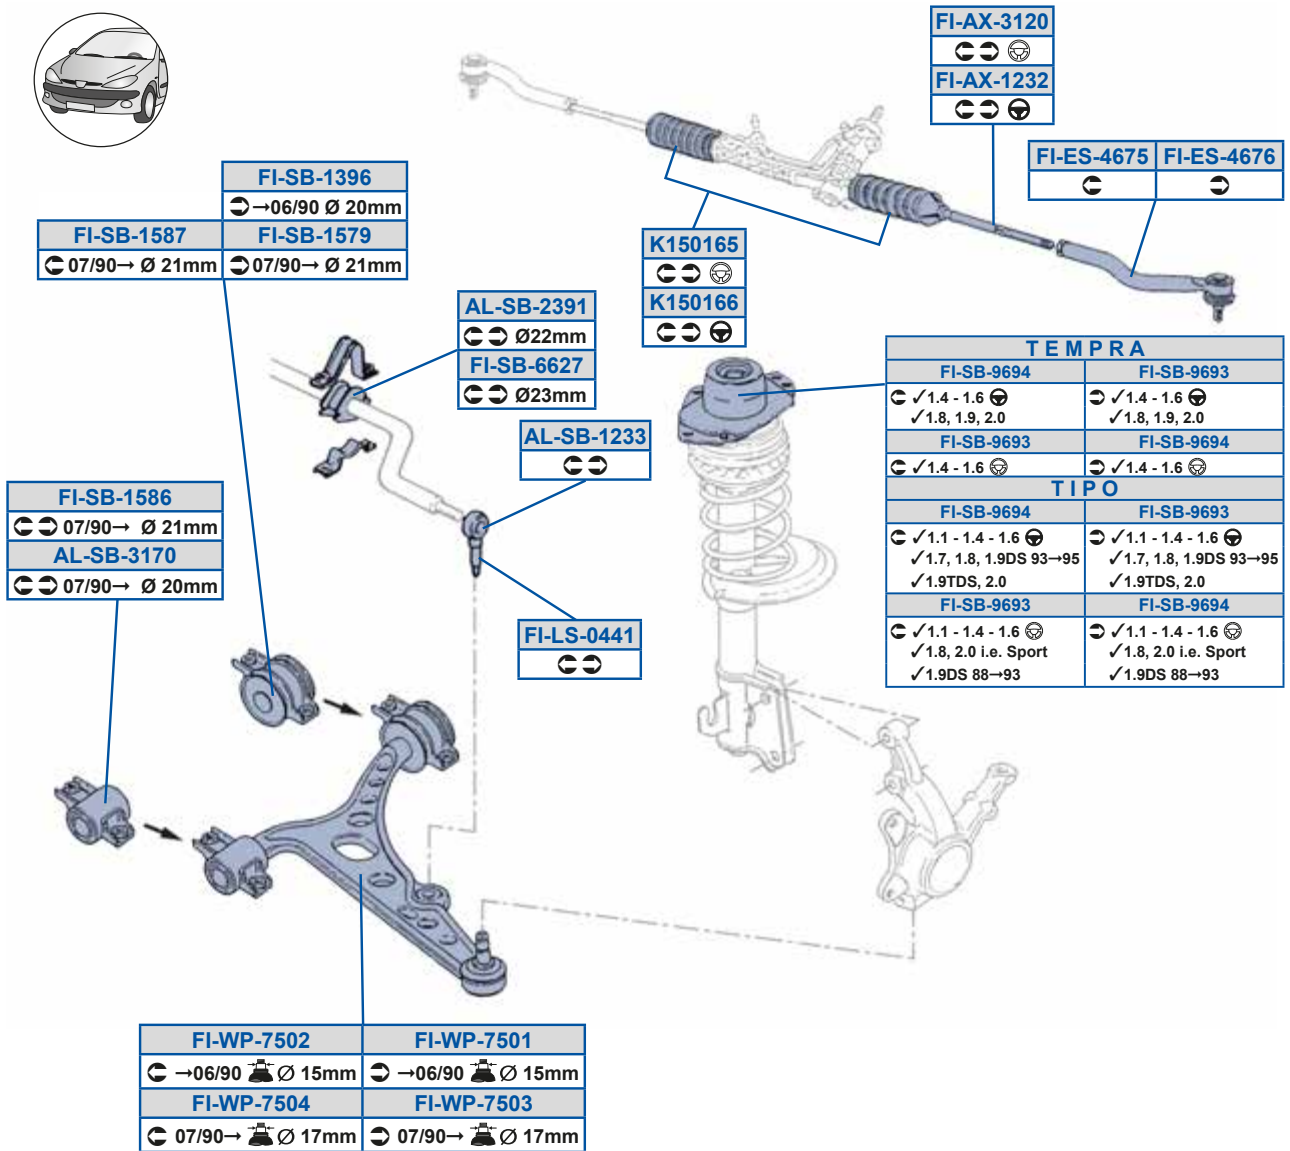 FI-AX-3120
FI-AX-1232
FI-ES-4675 FI-ES-4676
FI-SB-1396
→06/90 Ø 20mm
FI-SB-1587 FI-SB-1579
07/90→ Ø 21mm 07/90→ Ø 21mm
K150165
K150166
AL-SB-2391
Ø22mm
FI-SB-6627
Ø23mm
AL-SB-1233
TEMPRA
FI-SB-9694 FI-SB-9693
✓1.4 - 1.6 ✓1.4 - 1.6
✓1.8, 1.9, 2.0 ✓1.8, 1.9, 2.0
FI-SB-9693 FI-SB-9694
✓1.4 - 1.6 ✓1.4 - 1.6
TIPO
FI-SB-9694 FI-SB-9693
✓1.1 - 1.4 - 1.6 ✓1.1 - 1.4 - 1.6
✓1.7, 1.8, 1.9DS 93→95 ✓1.7, 1.8, 1.9DS 93→95
✓1.9TDS, 2.0 ✓1.9TDS, 2.0
FI-SB-9693 FI-SB-9694
✓1.1 - 1.4 - 1.6 ✓1.1 - 1.4 - 1.6
✓1.8, 2.0 i.e. Sport ✓1.8, 2.0 i.e. Sport
✓1.9DS 88→93 ✓1.9DS 88→93
FI-SB-1586
07/90→ Ø 21mm
AL-SB-3170
07/90→ Ø 20mm
FI-LS-0441
FI-WP-7502 FI-WP-7501
→06/90 Ø 15mm →06/90 Ø 15mm
FI-WP-7504 FI-WP-7503
07/90→ Ø 17mm 07/90→ Ø 17mm